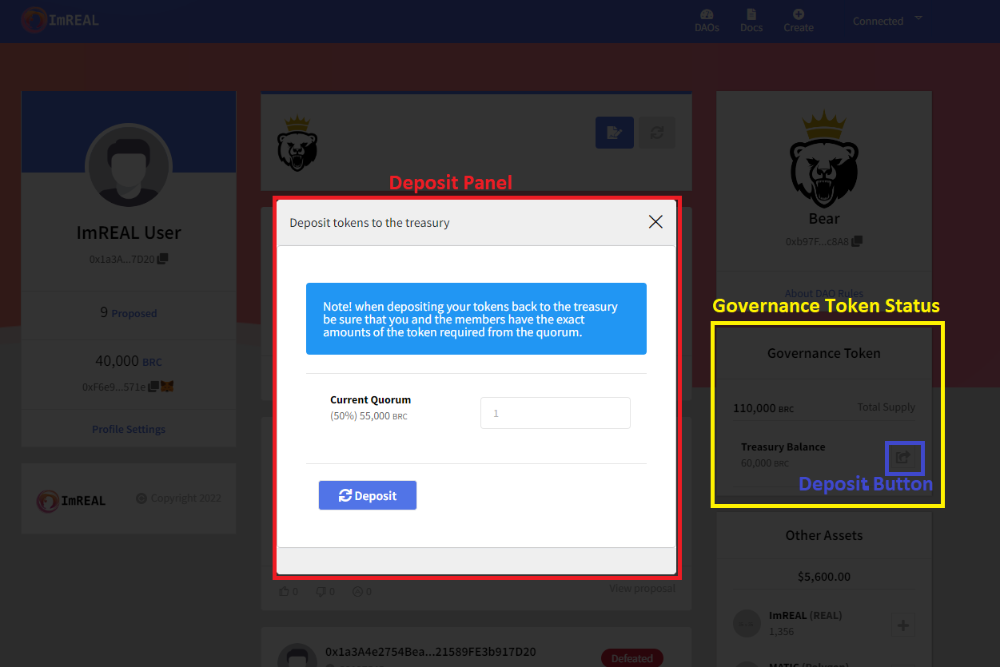 ImREAL
DAOs
Docs
Create
Connected
ImREAL User
0x1a3A...7D20
9 Proposed
40,000 BRC
0xF6e9...571e
Profile Settings
ImREAL
Copyright 2022
Deposit Panel
Deposit tokens to the treasury
Note! when depositing your tokens back to the treasury
be sure that you and the members have the exact
amounts of the token required from the quorum.
Current Quorum
(50%) 55,000 BRC
1
Deposit
0
0
0
View proposal
0x1a3A4e2754Bea...21589FE3b917D20
Defeated
Bear
0xb97F...c8A8
About DAO Rules
Governance Token Status
Governance Token
110,000 BRC
Total Supply
Treasury Balance
60,000 BRC
Deposit Button
Other Assets
$5,600.00
ImREAL (REAL)
1,356